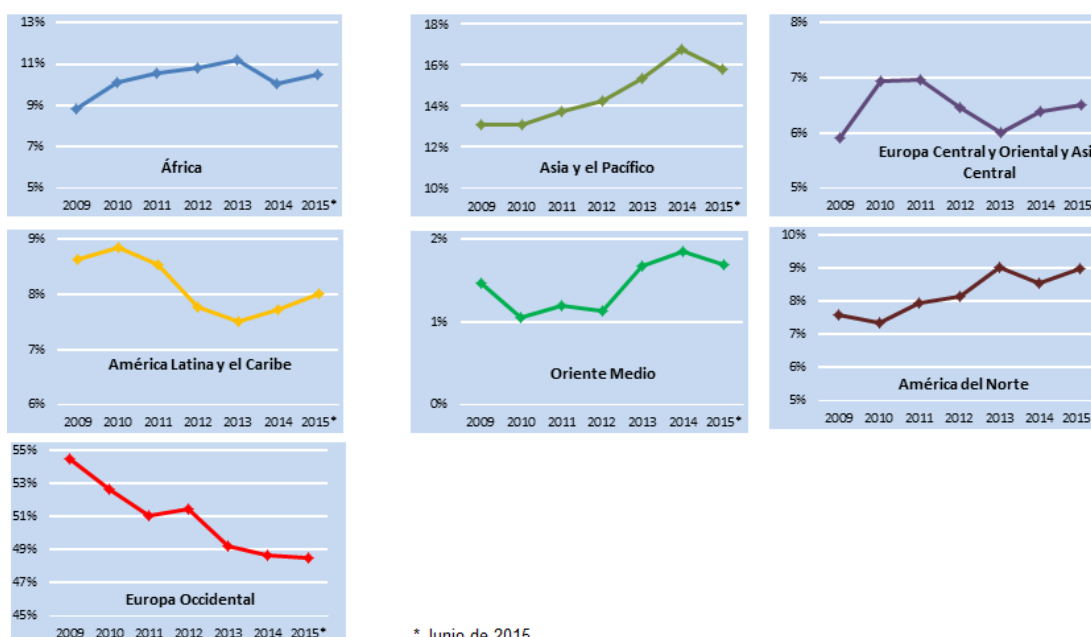 13%
11%
9%
7%
5%
África
2009 2010 2011 2012 2013 2014 2015*
18%
16%
14%
12%
10%
Asia y el Pacífico
2009 2010 2011 2012 2013 2014 2015*
8%
7%
6%
5%
Europa Central y Oriental y Asi
Central
2009 2010 2011 2012 2013 2014 2015
9%
8%
7%
6%
América Latina y el Caribe
2009 2010 2011 2012 2013 2014 2015*
2%
1%
0%
Oriente Medio
2009 2010 2011 2012 2013 2014 2015*
10%
9%
8%
7%
6%
5%
América del Norte
2009 2010 2011 2012 2013 2014 2015
55%
53%
51%
49%
47%
45%
Europa Occidental
2009 2010 2011 2012 2013 2014 2015*
* Junio de 2015